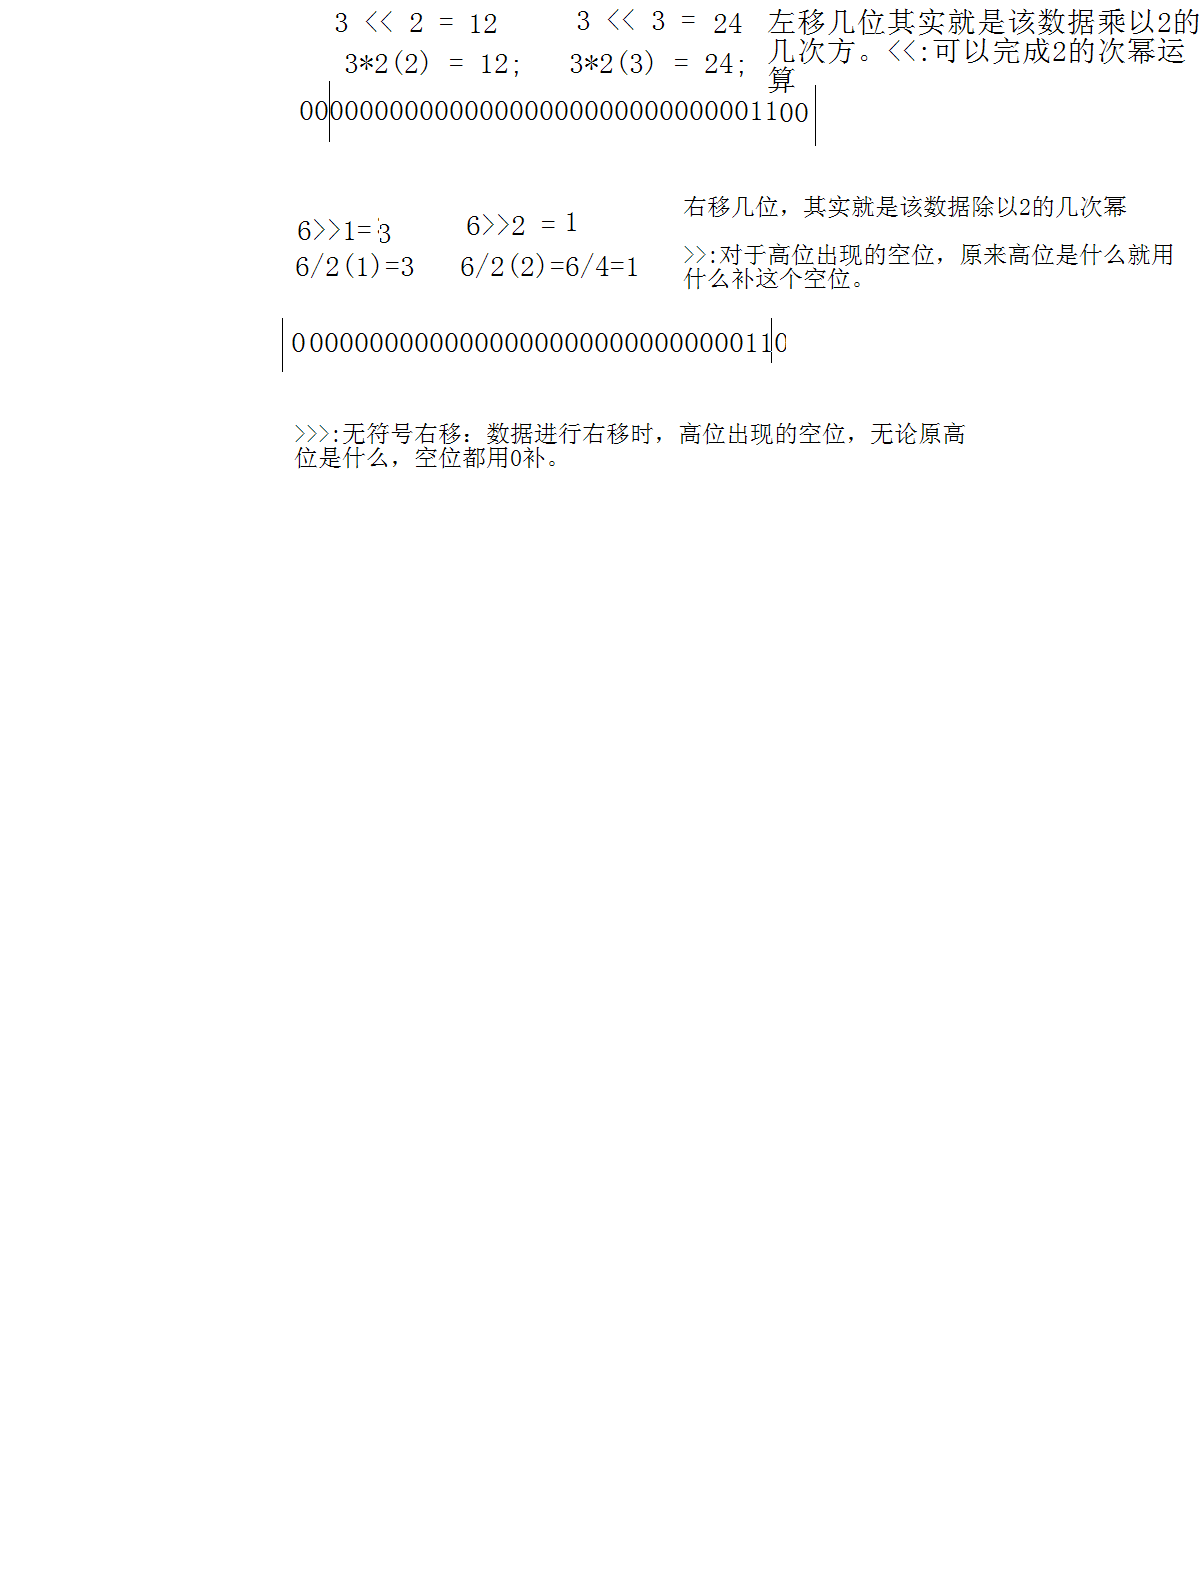 3 << 2 = 12
3 << 3 = 24
左移几位其实就是该数据乘以2的
几次方。<<:可以完成2的次幂运
算
3*2(2) = 12;
3*2(3) = 24;
0000000000000000000000000000001100
右移几位，其实就是该数据除以2的几次幂
6>>1=3
6>>2 = 1
6/2(1)=3
6/2(2)=6/4=1
>>:对于高位出现的空位，原来高位是什么就用
什么补这个空位。
000000000000000000000000000000110
>>>:无符号右移：数据进行右移时，高位出现的空位，无论原高
位是什么，空位都用0补。